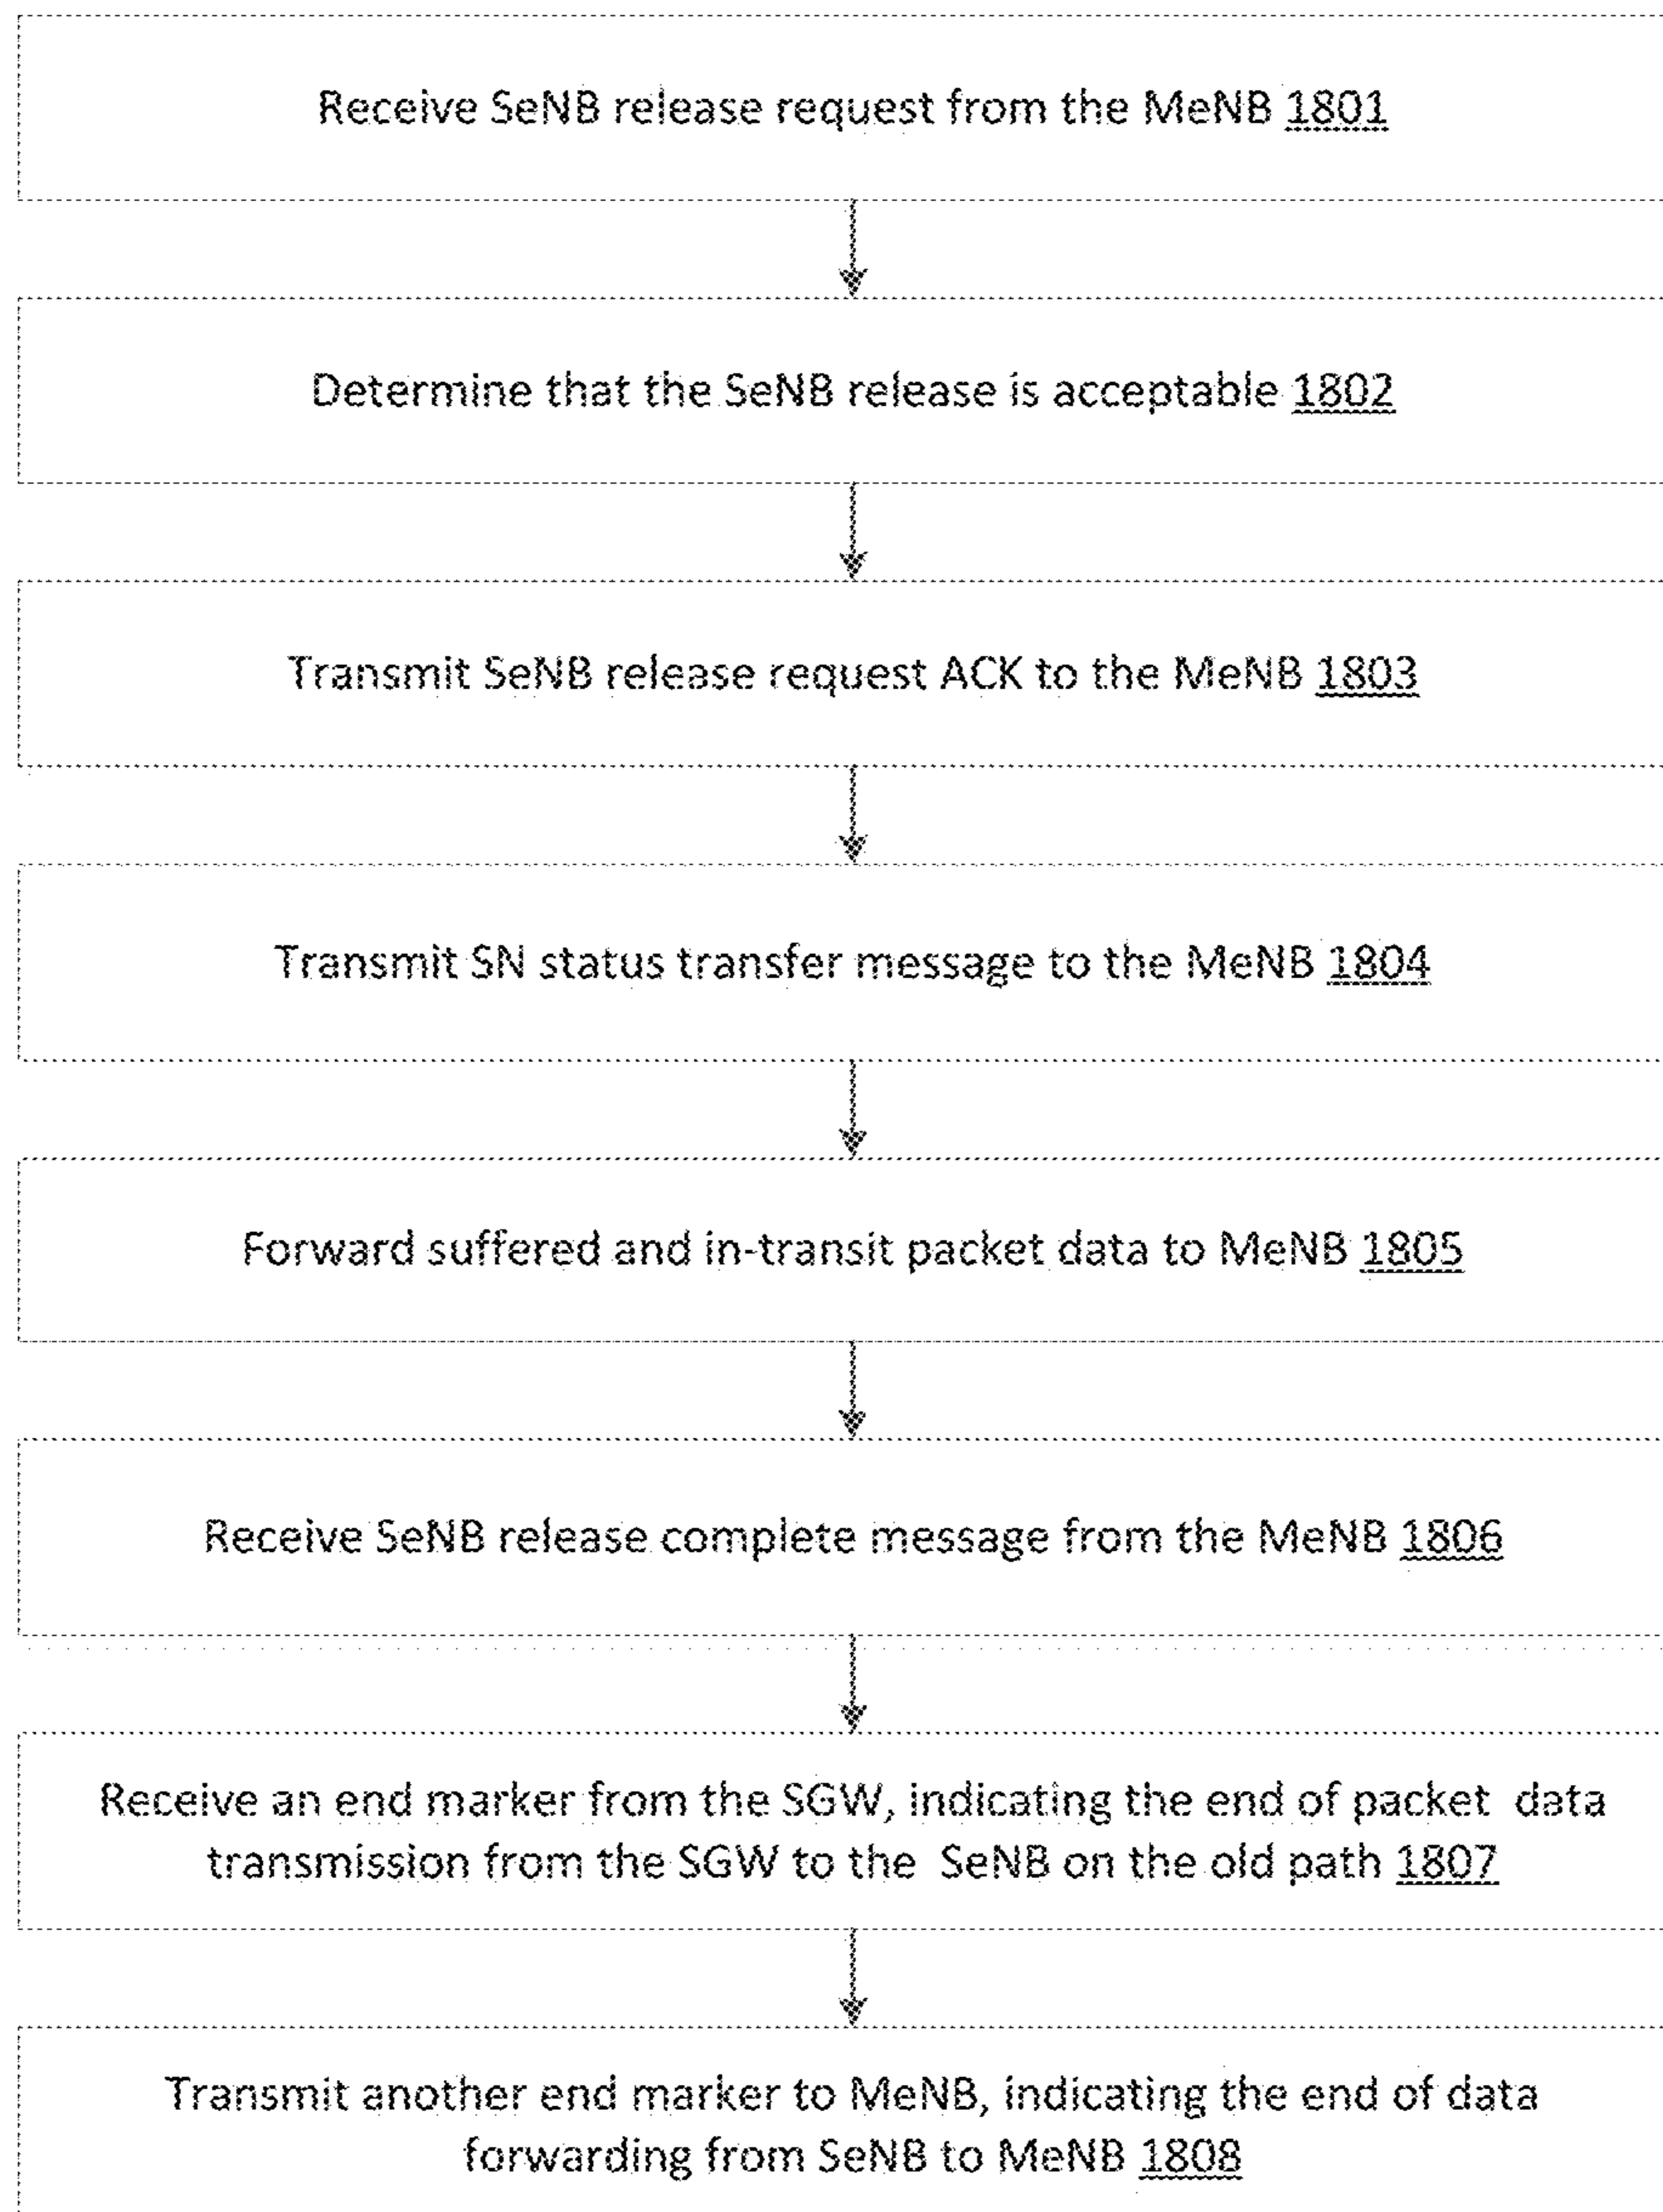 Receive SeNB release request from the MeNB 1801
Determine that the SeNB release is acceptable 1802
Transmit SeNB release request ACK to the MeNB 1803
Transmit SN status transfer message to the MeNB 1804
Forward suffered and in-transit packet data to MeNB 1805
Receive SeNB release complete message from the MeNB 1806
Receive an end marker from the SGW, indicating the end of packet data
transmission from the SGW to the SeNB on the old path 1807
Transmit another end marker to MeNB, indicating the end of data
forwarding from SeNB to MeNB 1808